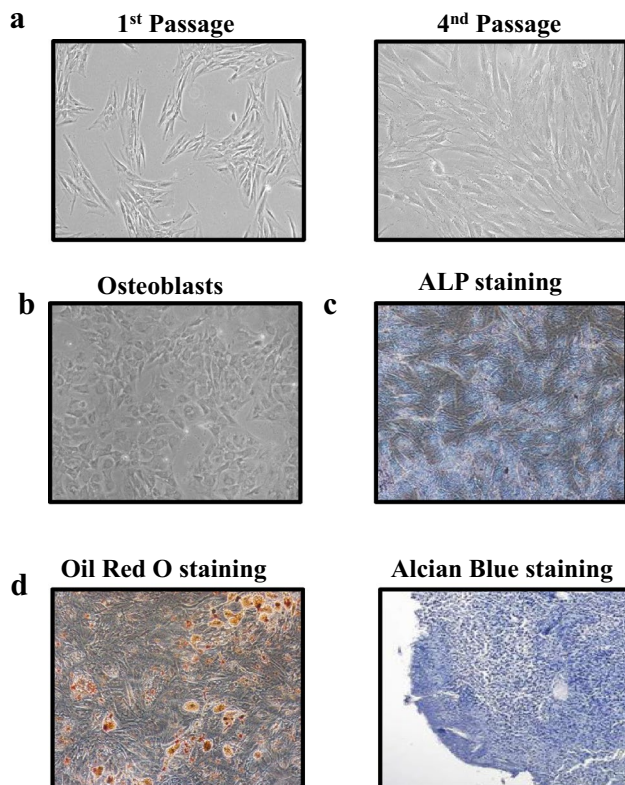 a
1st Passage
4nd Passage
b
Osteoblasts
c
ALP staining
d
Oil Red O staining
Alcian Blue staining